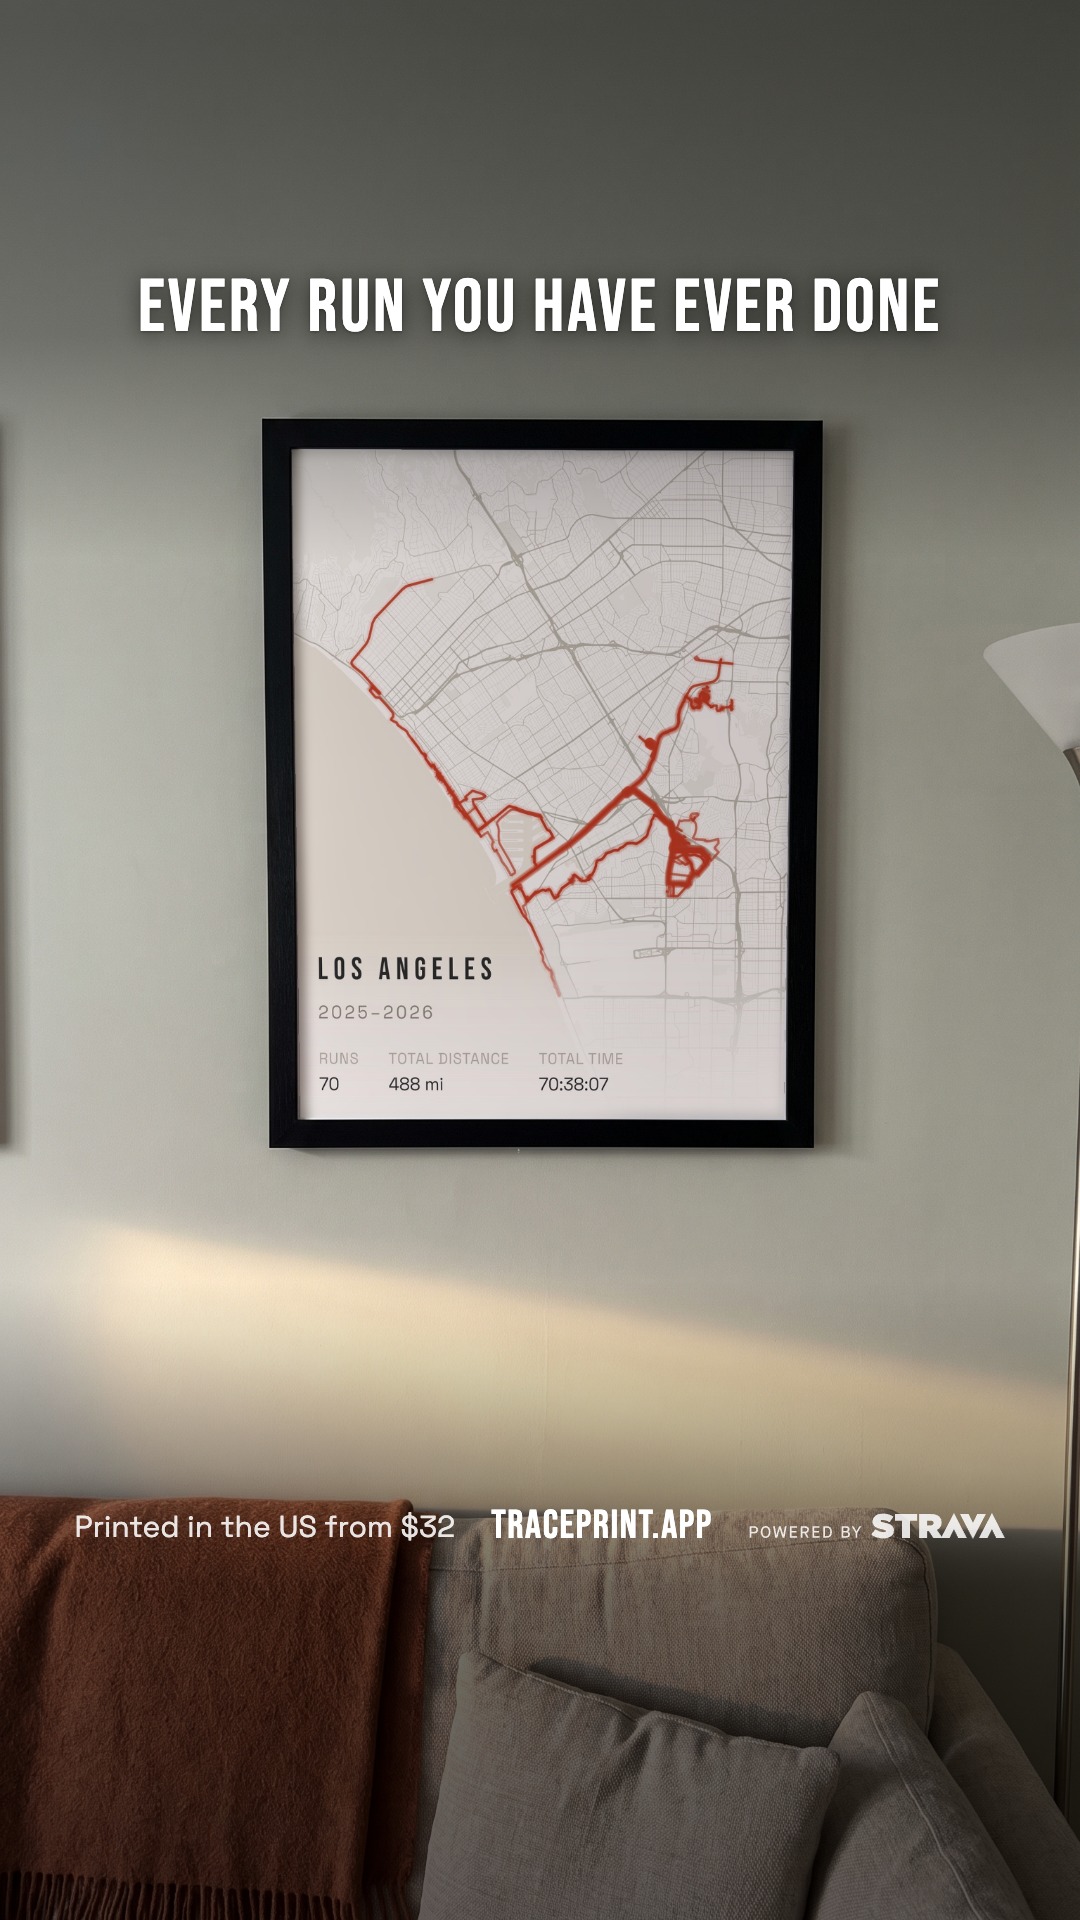 EVERY RUN YOU HAVE EVER DONE
LOS ANGELES
2025–2026
RUNS TOTAL DISTANCE TOTAL TIME
70 488 mi 70:38:07
Printed in the US from $32 TRACEPRINT.APP POWERED BY STRAVA